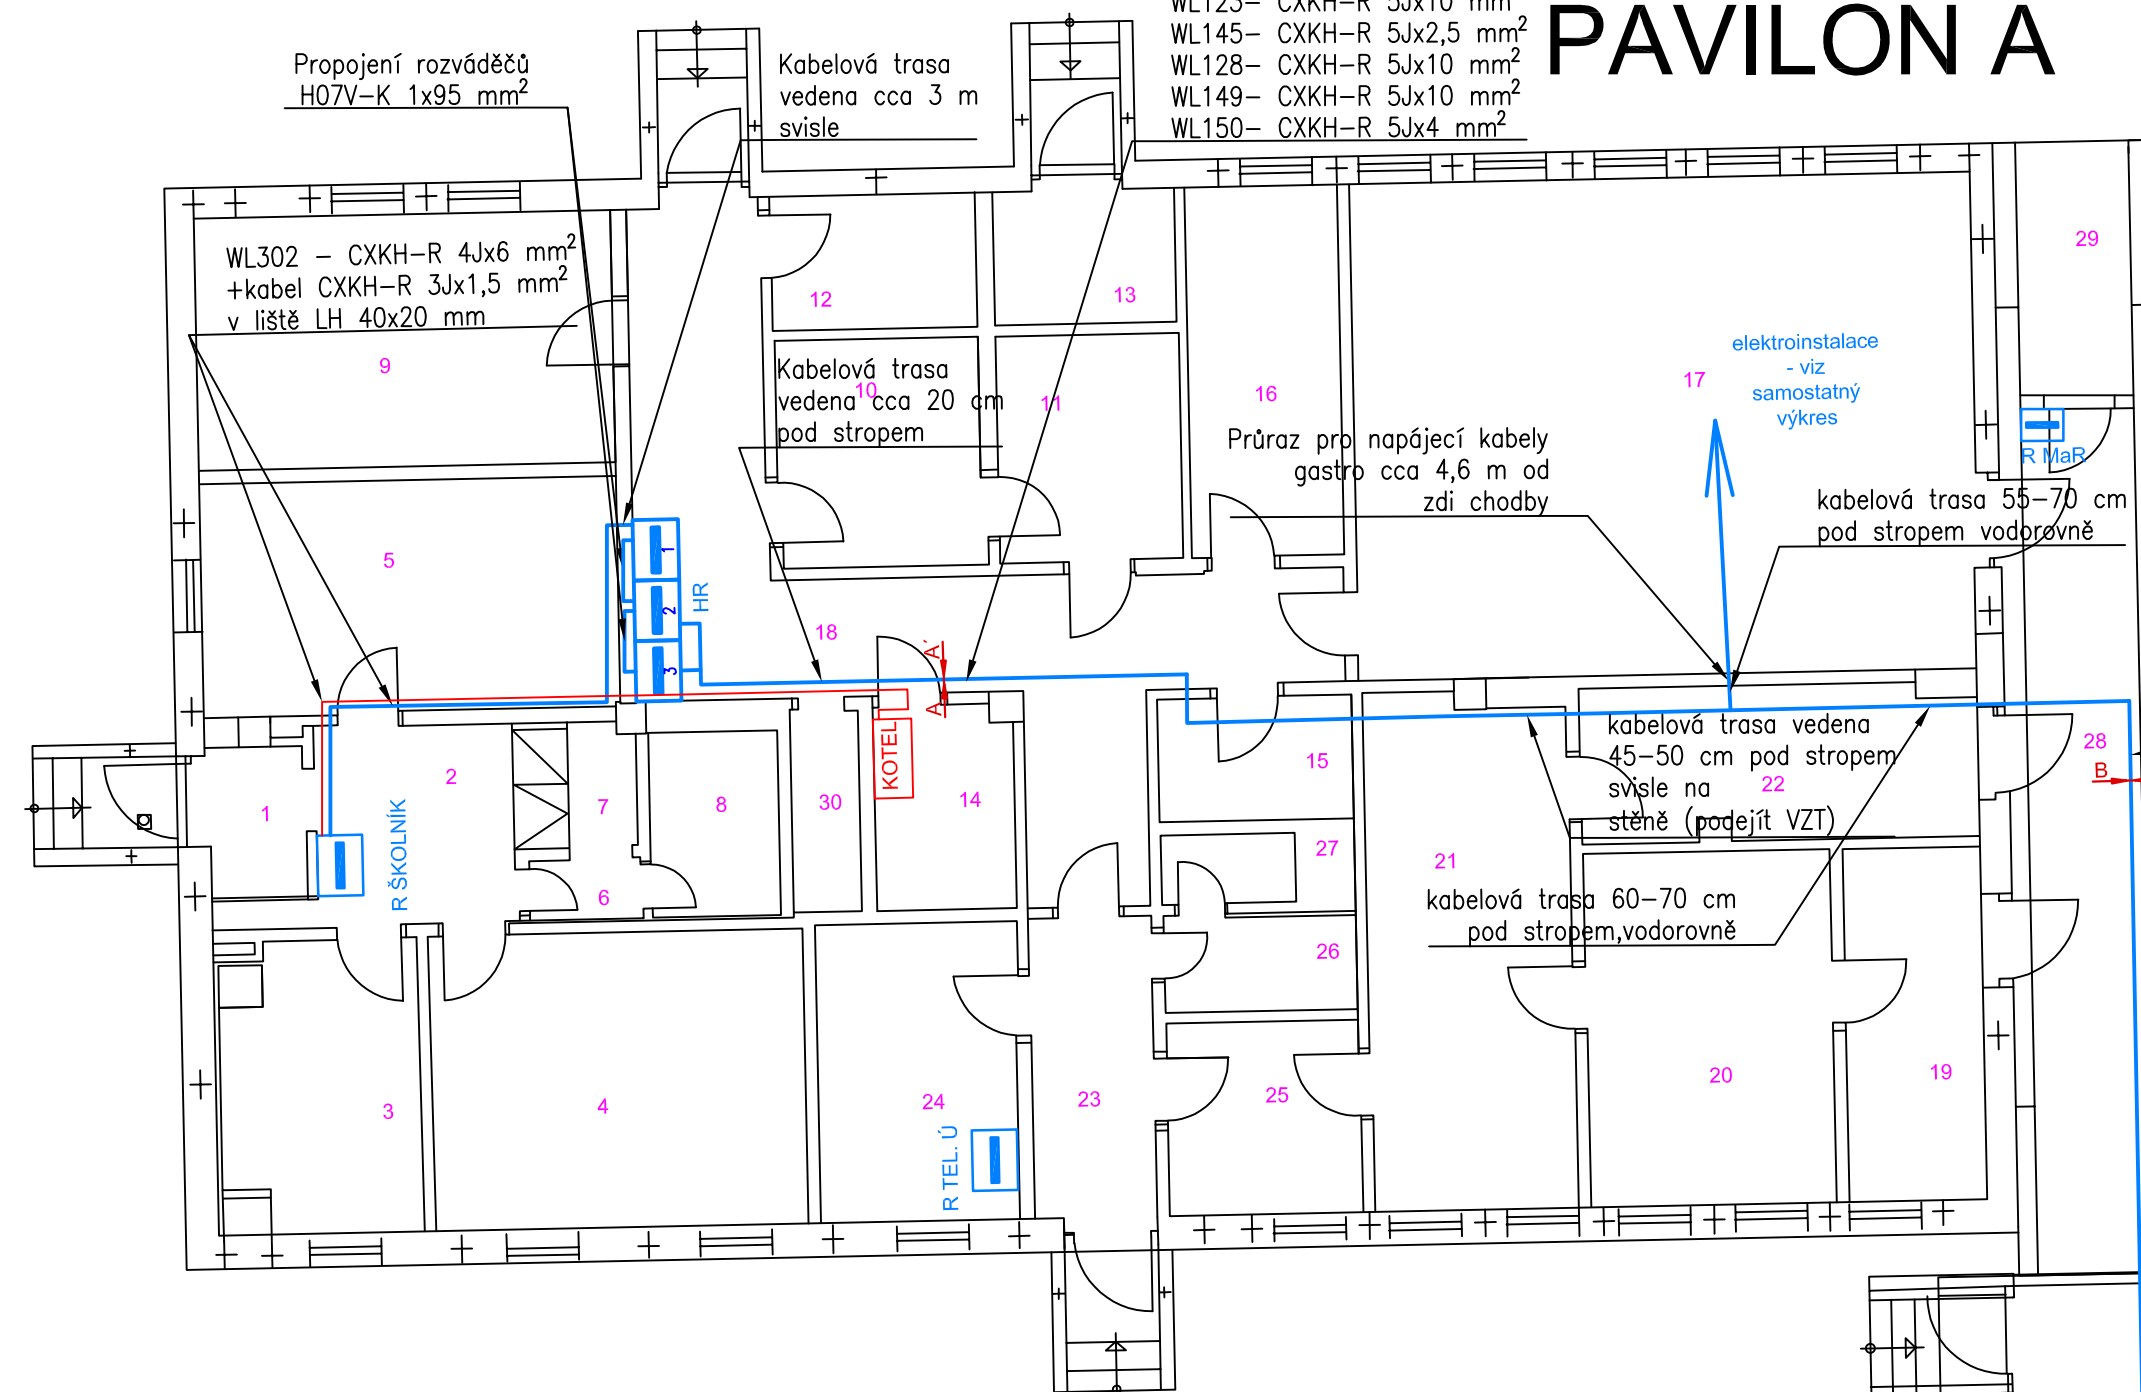 WL123- CXKH-R 5Jx10 mm²
WL145- CXKH-R 5Jx2,5 mm²
WL128- CXKH-R 5Jx10 mm²
WL149- CXKH-R 5Jx10 mm²
WL150- CXKH-R 5Jx4 mm²
PAVILON A
Propojení rozváděčů
H07V-K 1x95 mm²
Kabelová trasa
vedena cca 3 m
svisle
WL302 - CXKH-R 4Jx6 mm²
+kabel CXKH-R 3Jx1,5 mm²
v liště LH 40x20 mm
9
12
13
29
elektroinstalace
- viz
samostatný
výkres
17
16
Kabelová trasa
vedena cca 20 cm
pod stropem
10
11
Průraz pro napájecí kabely
gastro cca 4,6 m od
zdi chodby
R MaR
kabelová trasa 55-70 cm
pod stropem vodorovně
5
1
2
3
HR
18
A'
A
KOTEL
kabelová trasa vedena
45-50 cm pod stropem
svisle na
stěně (podejít VZT)
22
28
B
1
2
7
8
30
14
15
R ŠKOLNÍK
6
27
21
kabelová trasa 60-70 cm
pod stropem,vodorovně
26
3
4
24
R TEL. Ú
23
25
20
19